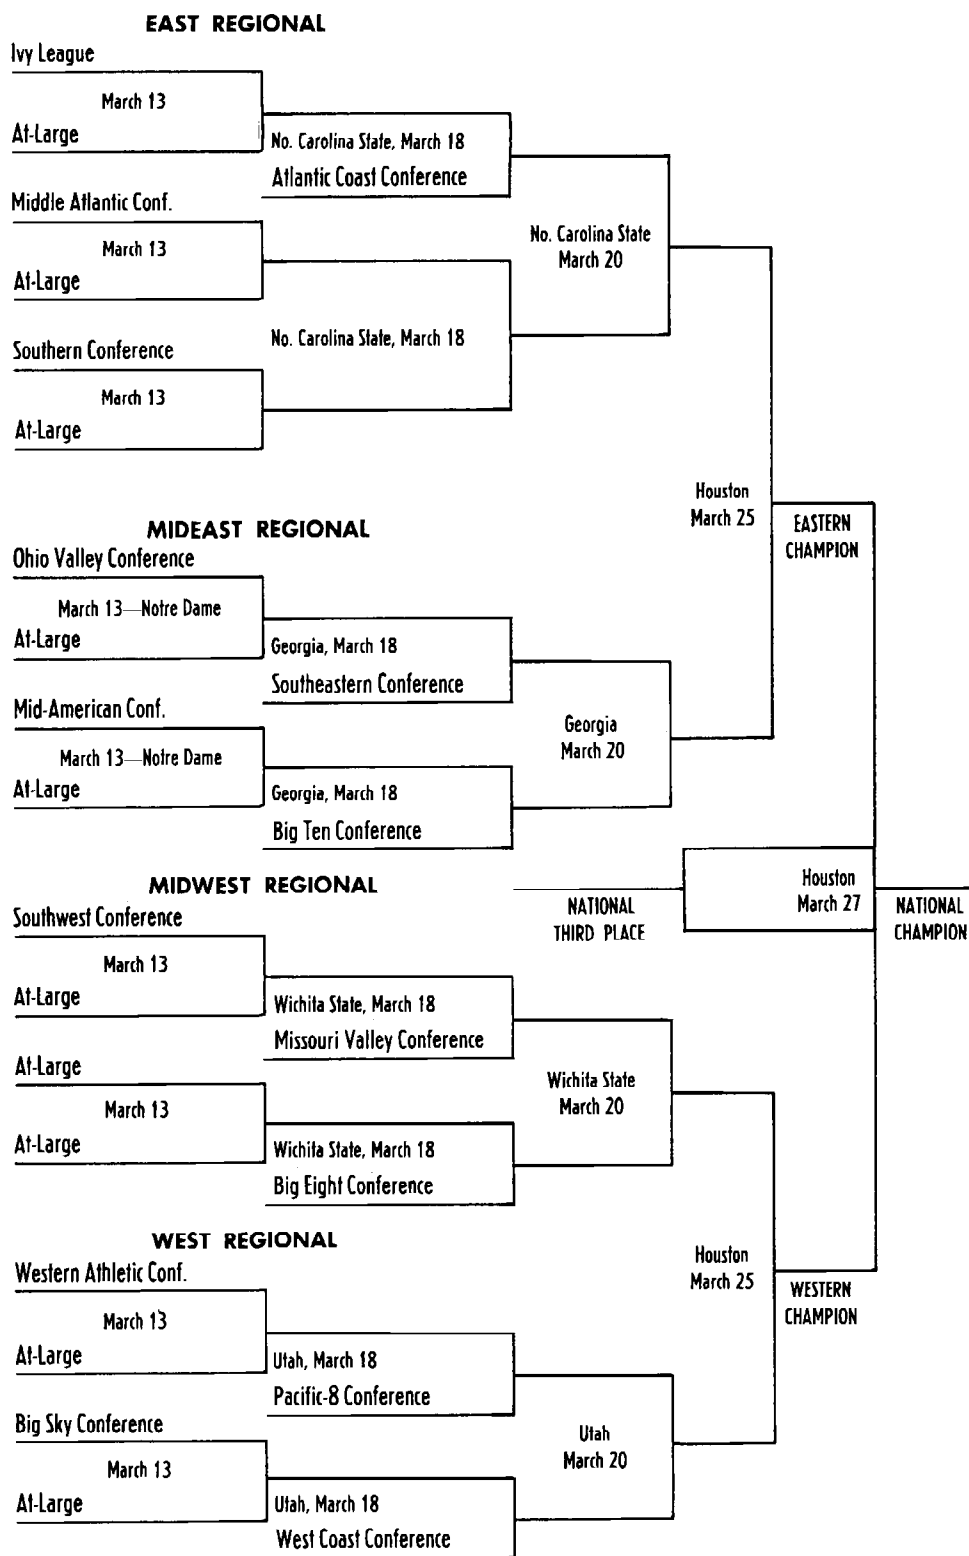 EAST REGIONAL
Ivy League
March 13
At-Large
No. Carolina State, March 18
Atlantic Coast Conference
Middle Atlantic Conf.
March 13
At-Large
No. Carolina State
March 20
No. Carolina State, March 18
Southern Conference
March 13
At-Large
Houston
March 25
EASTERN
CHAMPION
MIDEAST REGIONAL
Ohio Valley Conference
March 13—Notre Dame
At-Large
Georgia, March 18
Southeastern Conference
Mid-American Conf.
March 13—Notre Dame
At-Large
Georgia
March 20
Georgia, March 18
Big Ten Conference
MIDWEST REGIONAL
NATIONAL
THIRD PLACE
Houston
March 27
NATIONAL
CHAMPION
Southwest Conference
March 13
At-Large
Wichita State, March 18
Missouri Valley Conference
At-Large
March 13
At-Large
Wichita State
March 20
Wichita State, March 18
Big Eight Conference
WEST REGIONAL
Houston
March 25
WESTERN
CHAMPION
Western Athletic Conf.
March 13
At-Large
Utah, March 18
Pacific-8 Conference
Big Sky Conference
March 13
At-Large
Utah
March 20
Utah, March 18
West Coast Conference